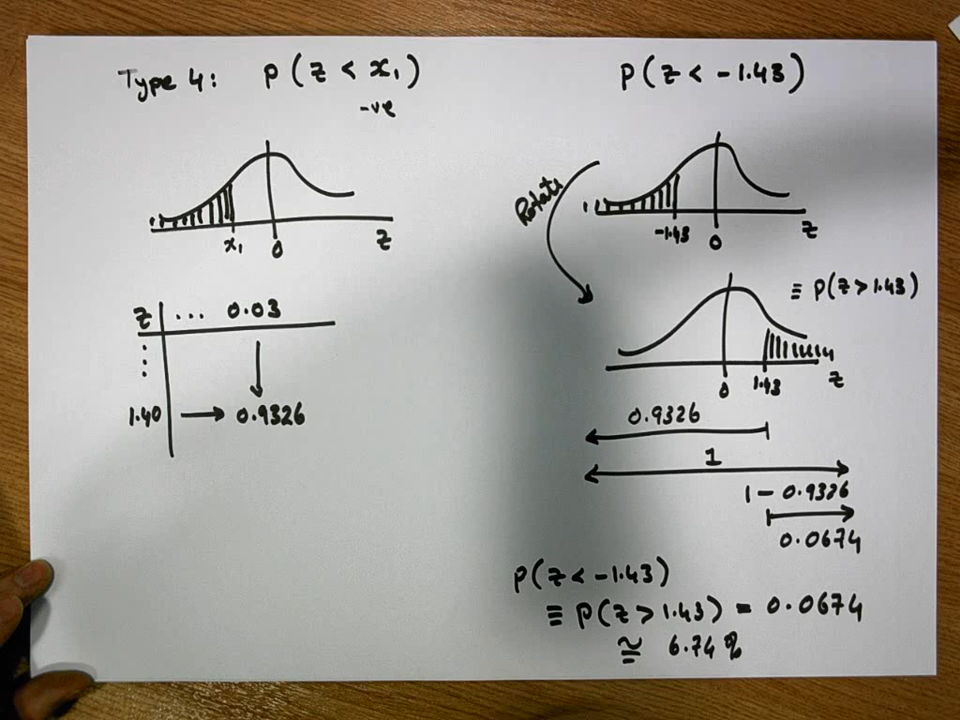 Type 4: P(Z < x₁)
-ve
x₁ 0 Z
Z ... 0.03
⋮
1.40 → 0.9326
P(Z < -1.43)
-1.43 0 Z
Rotate
≡ P(Z > 1.43)
0 1.43 Z
0.9326
1
1 - 0.9326
0.0674
P(Z < -1.43)
≡ P(Z > 1.43) = 0.0674
≅ 6.74 %